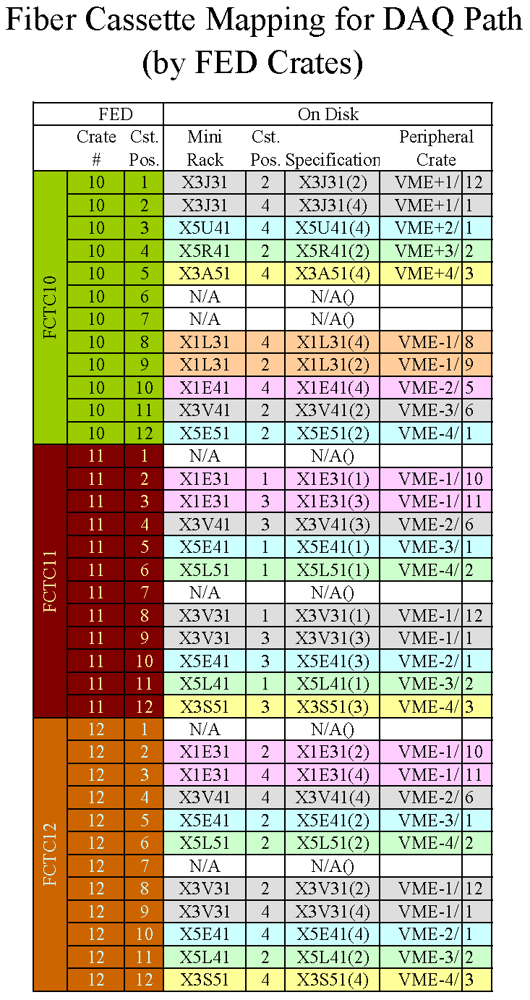 Fiber Cassette Mapping for DAQ Path
(by FED Crates)
FED On Disk
Crate Cst. Mini Cst. Peripheral
# Pos. Rack Pos. Specification Crate
FCTC10
10 1 X3J31 2 X3J31(2) VME+1/ 12
10 2 X3J31 4 X3J31(4) VME+1/ 1
10 3 X5U41 4 X5U41(4) VME+2/ 1
10 4 X5R41 2 X5R41(2) VME+3/ 2
10 5 X3A51 4 X3A51(4) VME+4/ 3
10 6 N/A N/A()
10 7 N/A N/A()
10 8 X1L31 4 X1L31(4) VME-1/ 8
10 9 X1L31 2 X1L31(2) VME-1/ 9
10 10 X1E41 4 X1E41(4) VME-2/ 5
10 11 X3V41 2 X3V41(2) VME-3/ 6
10 12 X5E51 2 X5E51(2) VME-4/ 1
FCTC11
11 1 N/A N/A()
11 2 X1E31 1 X1E31(1) VME-1/ 10
11 3 X1E31 3 X1E31(3) VME-1/ 11
11 4 X3V41 3 X3V41(3) VME-2/ 6
11 5 X5E41 1 X5E41(1) VME-3/ 1
11 6 X5L51 1 X5L51(1) VME-4/ 2
11 7 N/A N/A()
11 8 X3V31 1 X3V31(1) VME-1/ 12
11 9 X3V31 3 X3V31(3) VME-1/ 1
11 10 X5E41 3 X5E41(3) VME-2/ 1
11 11 X5L41 1 X5L41(1) VME-3/ 2
11 12 X3S51 3 X3S51(3) VME-4/ 3
FCTC12
12 1 N/A N/A()
12 2 X1E31 2 X1E31(2) VME-1/ 10
12 3 X1E31 4 X1E31(4) VME-1/ 11
12 4 X3V41 4 X3V41(4) VME-2/ 6
12 5 X5E41 2 X5E41(2) VME-3/ 1
12 6 X5L51 2 X5L51(2) VME-4/ 2
12 7 N/A N/A()
12 8 X3V31 2 X3V31(2) VME-1/ 12
12 9 X3V31 4 X3V31(4) VME-1/ 1
12 10 X5E41 4 X5E41(4) VME-2/ 1
12 11 X5L41 2 X5L41(2) VME-3/ 2
12 12 X3S51 4 X3S51(4) VME-4/ 3